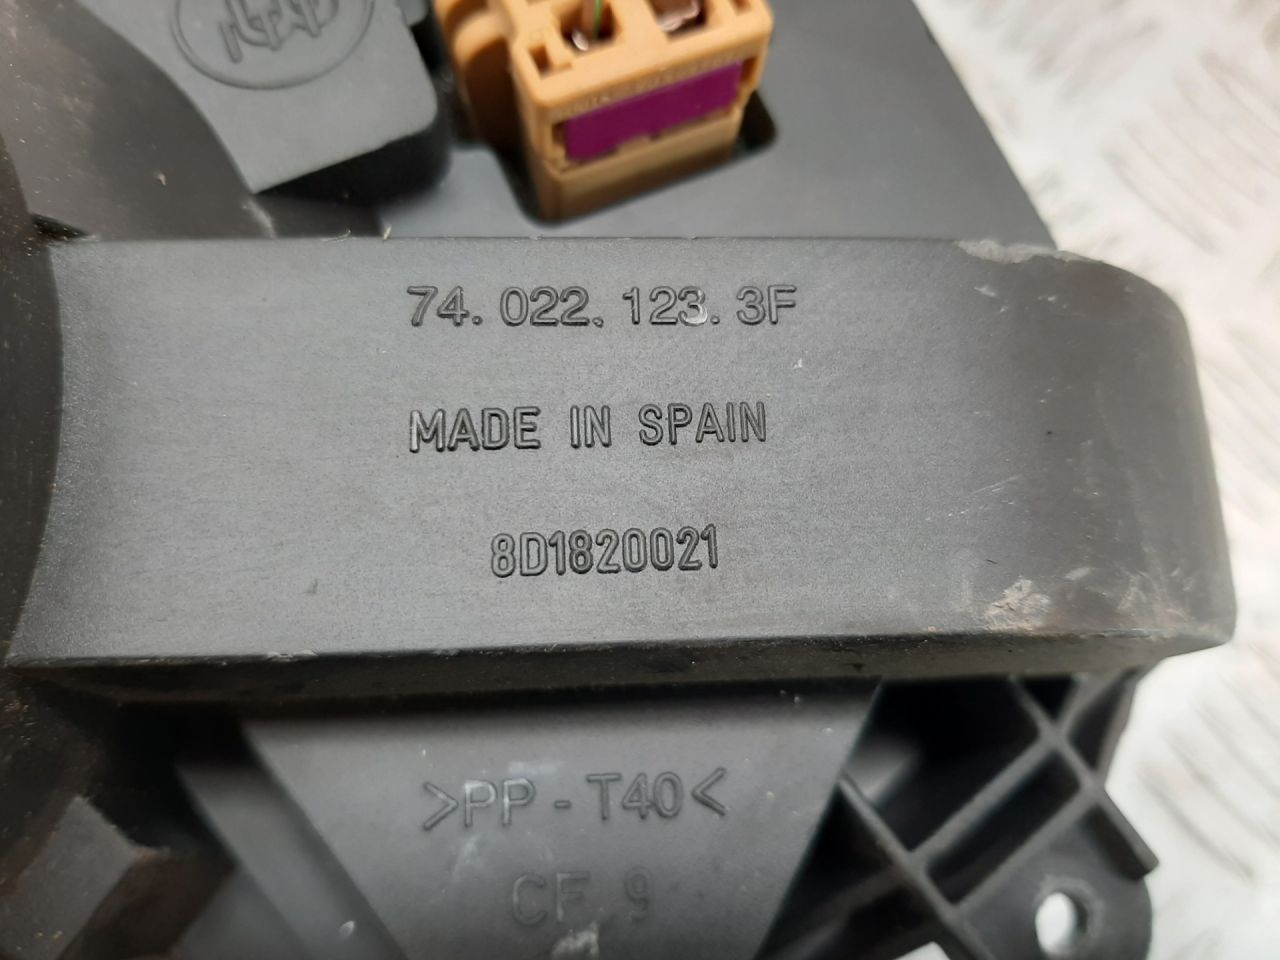 74.022.123.3F
MADE IN SPAIN
8D1820021
>PP-T40<
CF 9